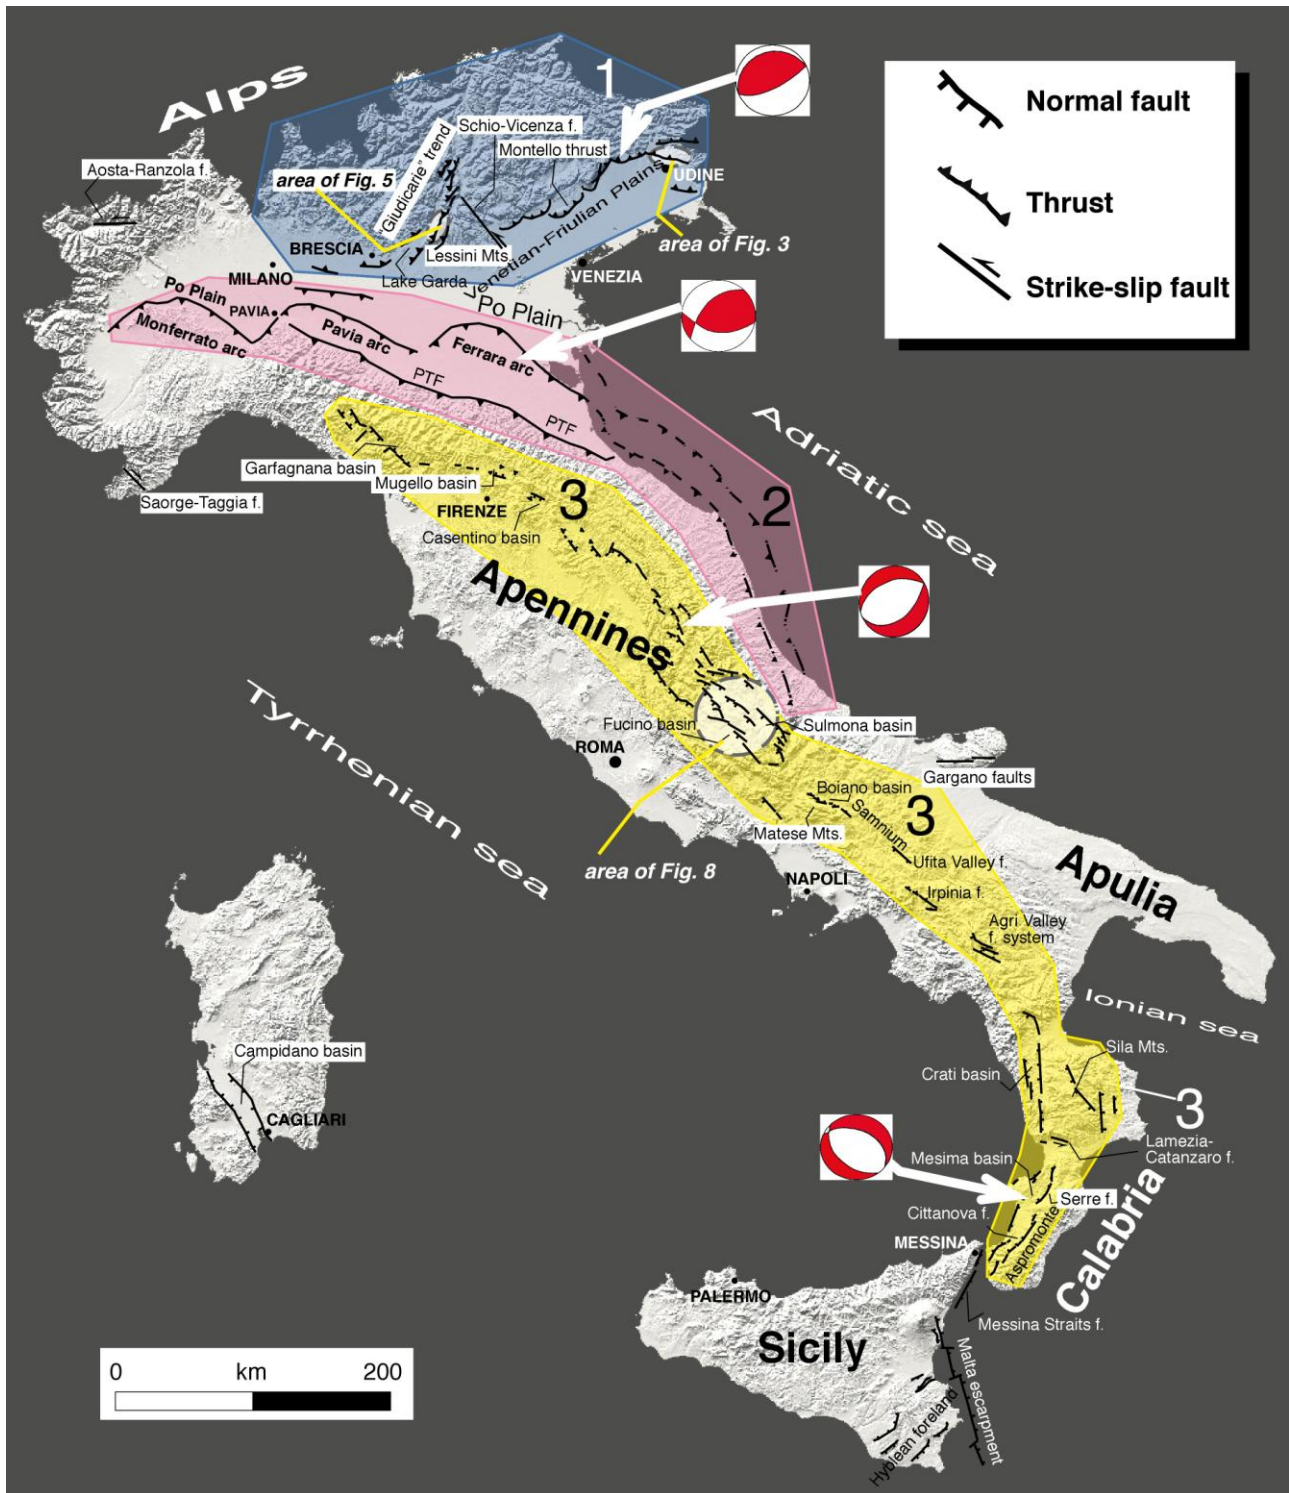 Alps
1
Normal fault
Thrust
Strike-slip fault
Schio-Vicenza f.
Montello thrust
"Giudicarie" trend
Aosta-Ranzola f.
area of Fig. 5
UDINE
Venetian-Friulian Plains
area of Fig. 3
BRESCIA
Lessini Mts.
Lake Garda
VENEZIA
MILANO
Po Plain
Po Plain
PAVIA
Monferrato arc
Pavia arc
Ferrara arc
PTF
PTF
Adriatic sea
2
Garfagnana basin
Mugello basin
3
Saorge-Taggia f.
FIRENZE
Casentino basin
Apennines
Tyrrhenian sea
Fucino basin
Sulmona basin
ROMA
Gargano faults
Boiano basin
3
Samnium
Matese Mts.
area of Fig. 8
Ufita Valley f.
NAPOLI
Irpinia f.
Apulia
Agri Valley
f. system
Ionian sea
Campidano basin
Sila Mts.
Crati basin
3
CAGLIARI
Lamezia-
Catanzaro f.
Mesima basin
Serre f.
Cittanova f.
Aspromonte
Calabria
MESSINA
PALERMO
Messina Straits f.
Sicily
Malta escarpment
Hyblean foreland
0 km 200